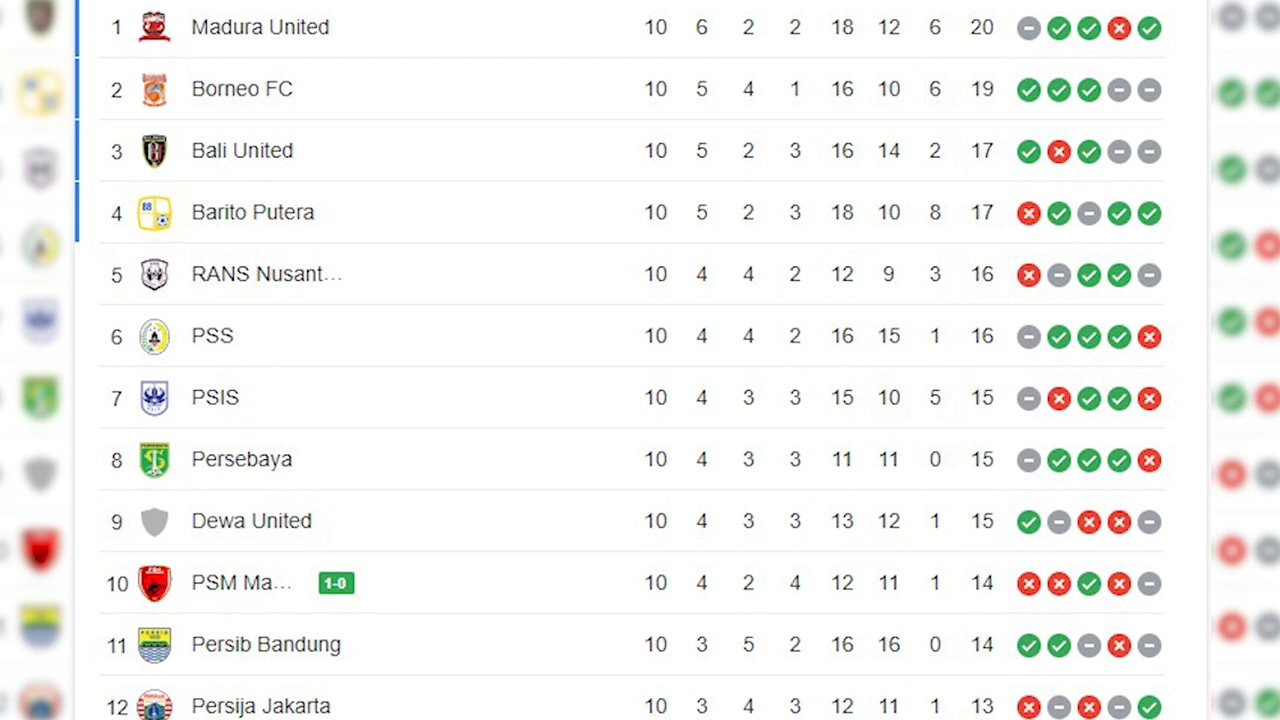 1 Madura United 10 6 2 2 18 12 6 20
2 Borneo FC 10 5 4 1 16 10 6 19
3 Bali United 10 5 2 3 16 14 2 17
4 Barito Putera 10 5 2 3 18 10 8 17
5 RANS Nusant... 10 4 4 2 12 9 3 16
6 PSS 10 4 4 2 16 15 1 16
7 PSIS 10 4 3 3 15 10 5 15
8 Persebaya 10 4 3 3 11 11 0 15
9 Dewa United 10 4 3 3 13 12 1 15
10 PSM Ma... 1-0 10 4 2 4 12 11 1 14
11 Persib Bandung 10 3 5 2 16 16 0 14
12 Persija Jakarta 10 3 4 3 12 11 1 13